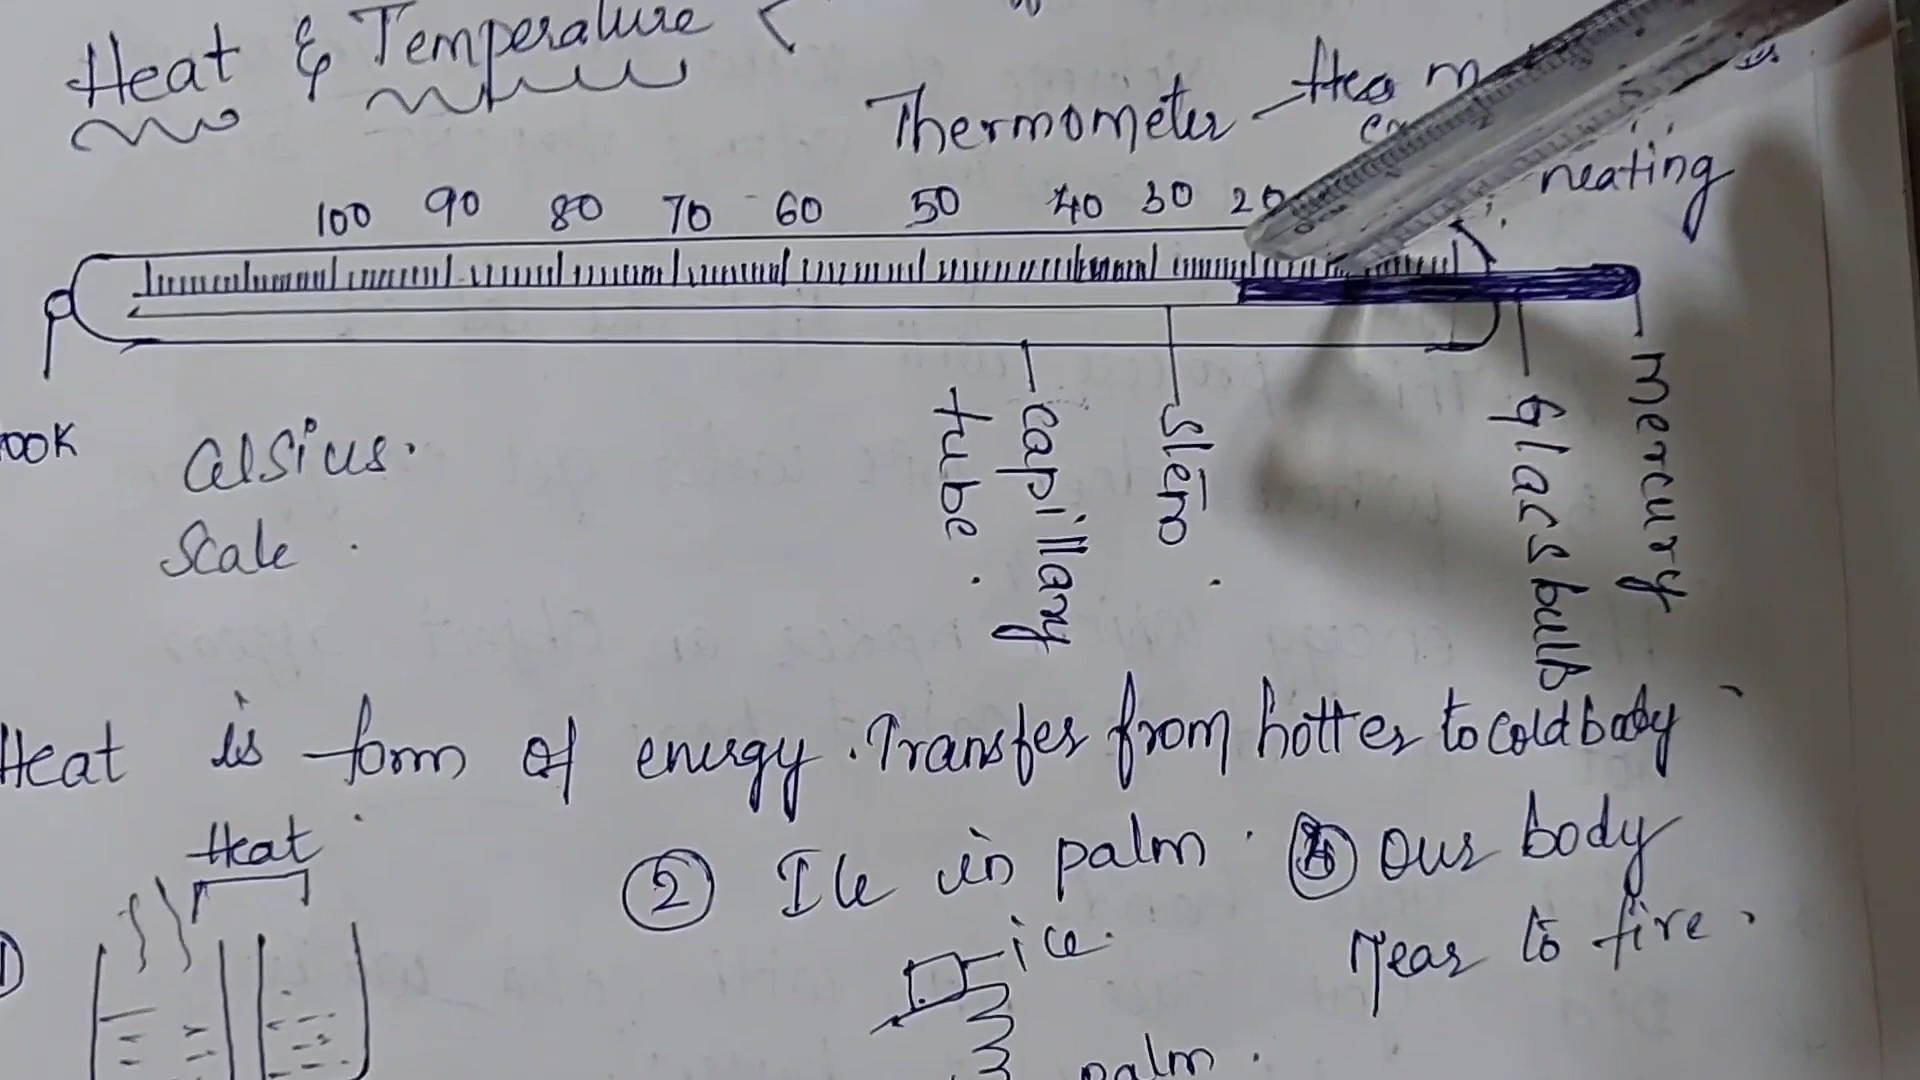 Heat & Temperature
Thermometer
heating
100 90 80 70 60 50 40 30 20
Mercury
Glass bulb
stem
capillary
tube.
Celsius.
Scale.
Heat is form of energy. Transfer from hotter to cold body
Heat
② Ice in palm. Our body
near to fire.
ice.
palm.